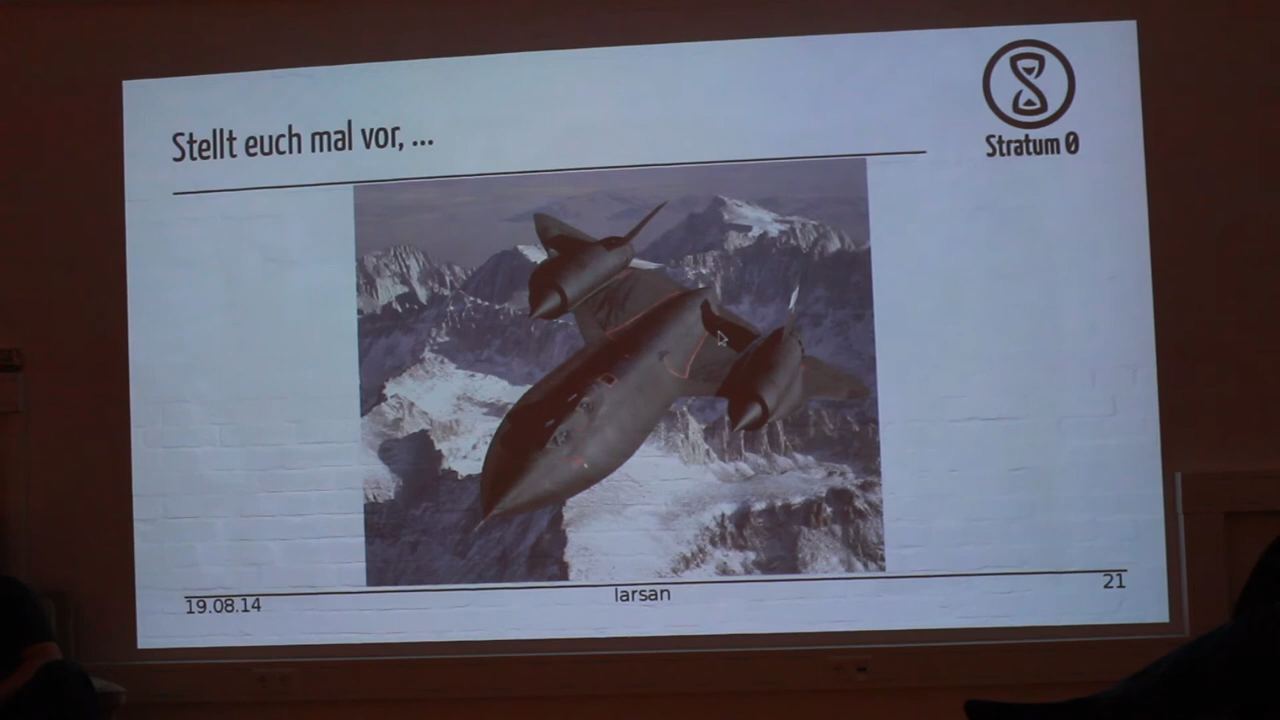 Stellt euch mal vor, ...
Stratum 0
19.08.14
larsan
21